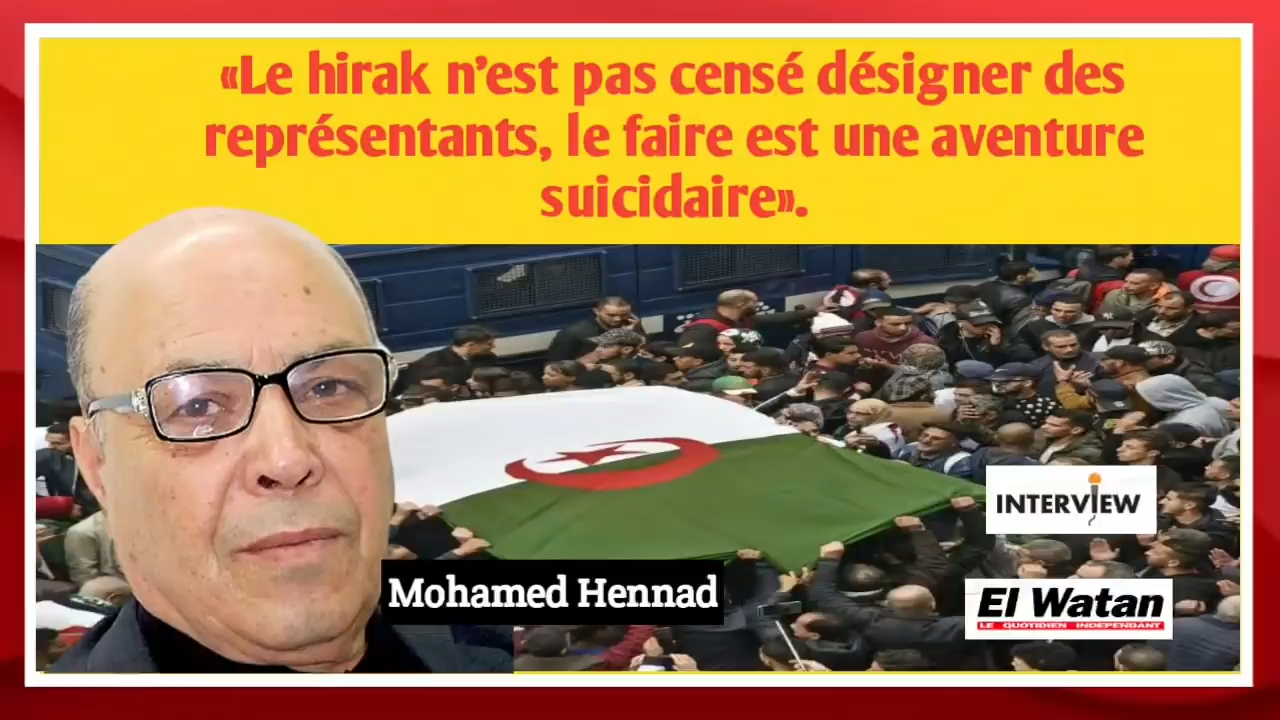 «Le hirak n'est pas censé désigner des
représentants, le faire est une aventure
suicidaire».
INTERVIEW
Mohamed Hennad
El Watan
LE QUOTIDIEN INDEPENDANT